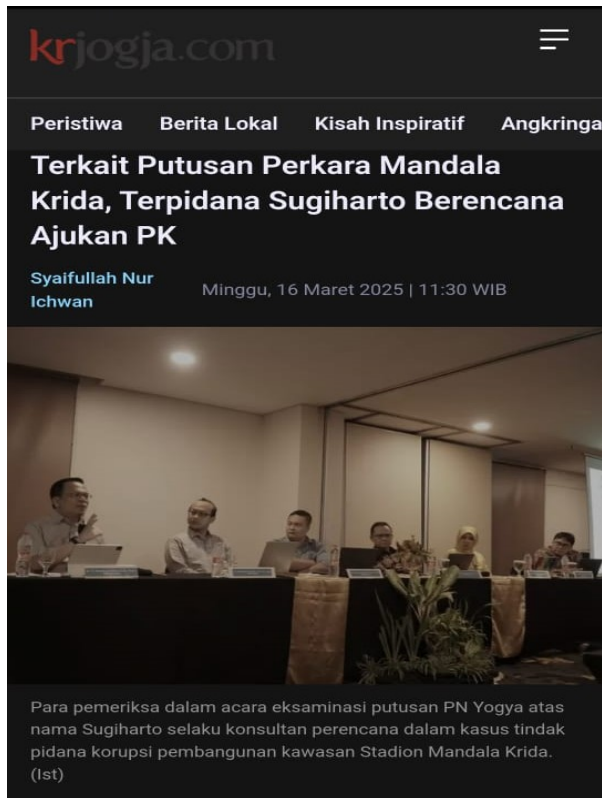 krjogja.com
Peristiwa Berita Lokal Kisah Inspiratif Angkringa
Terkait Putusan Perkara Mandala
Krida, Terpidana Sugiharto Berencana
Ajukan PK
Syaifullah Nur
Ichwan
Minggu, 16 Maret 2025 | 11:30 WIB
Para pemeriksa dalam acara eksaminasi putusan PN Yogya atas
nama Sugiharto selaku konsultan perencana dalam kasus tindak
pidana korupsi pembangunan kawasan Stadion Mandala Krida.
(Ist)